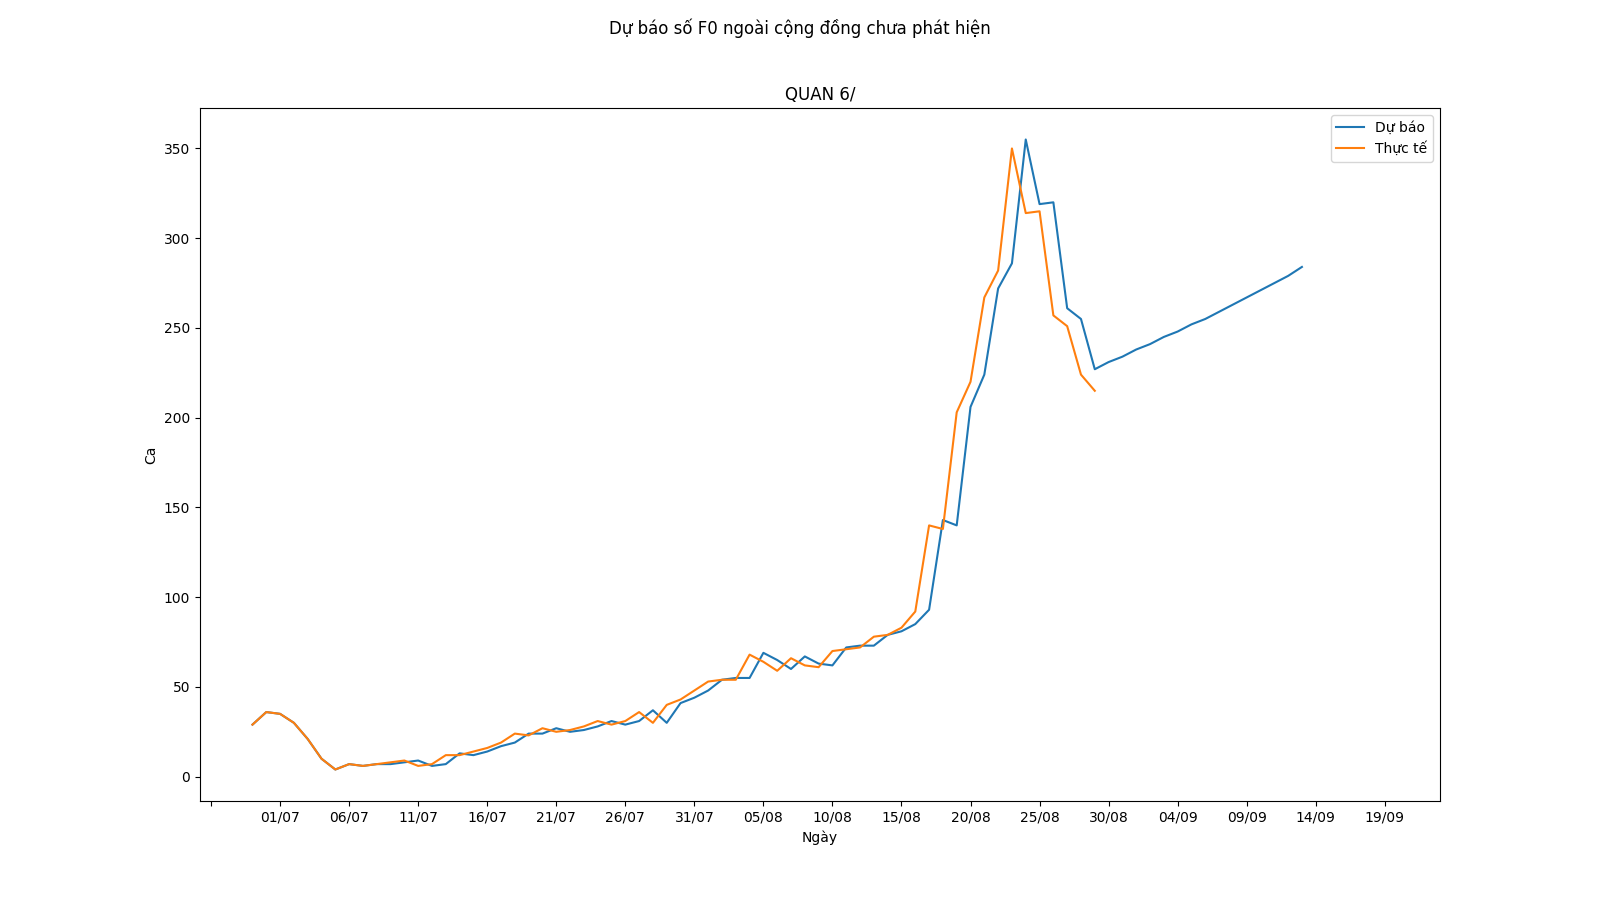 Dự báo số F0 ngoài cộng đồng chưa phát hiện
QUAN 6/
Dự báo
Thực tế
350
300
250
200
150
100
50
0
Ca
01/07 06/07 11/07 16/07 21/07 26/07 31/07 05/08 10/08 15/08 20/08 25/08 30/08 04/09 09/09 14/09 19/09
Ngày